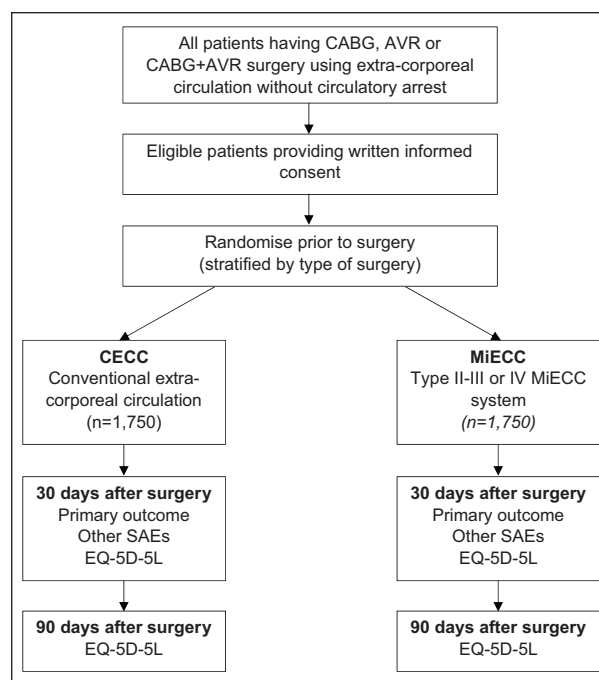 All patients having CABG, AVR or
CABG+AVR surgery using extra-corporeal
circulation without circulatory arrest
Eligible patients providing written informed
consent
Randomise prior to surgery
(stratified by type of surgery)
CECC
Conventional extra-
corporeal circulation
(n=1,750)
MiECC
Type II-III or IV MiECC
system
(n=1,750)
30 days after surgery
Primary outcome
Other SAEs
EQ-5D-5L
30 days after surgery
Primary outcome
Other SAEs
EQ-5D-5L
90 days after surgery
EQ-5D-5L
90 days after surgery
EQ-5D-5L